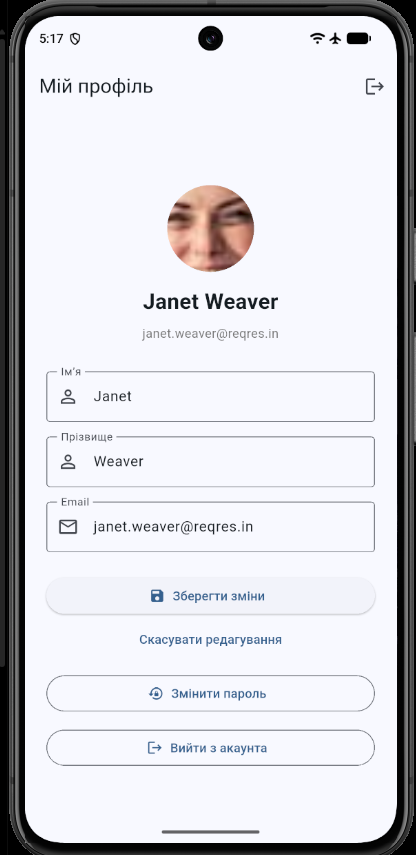 5:17
Мій профіль
Janet Weaver
janet.weaver@reqres.in
Ім'я
Janet
Прізвище
Weaver
Email
janet.weaver@reqres.in
Зберегти зміни
Скасувати редагування
Змінити пароль
Вийти з акаунта